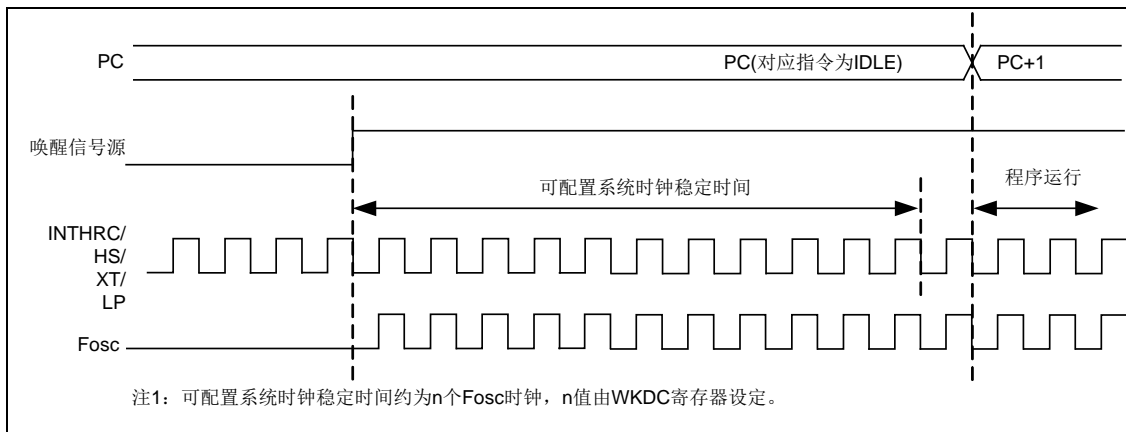 PC
PC(对应指令为IDLE)
PC+1
唤醒信号源
可配置系统时钟稳定时间
程序运行
INTHRC/
HS/
XT/
LP
Fosc
注1：可配置系统时钟稳定时间约为n个Fosc时钟，n值由WKDC寄存器设定。